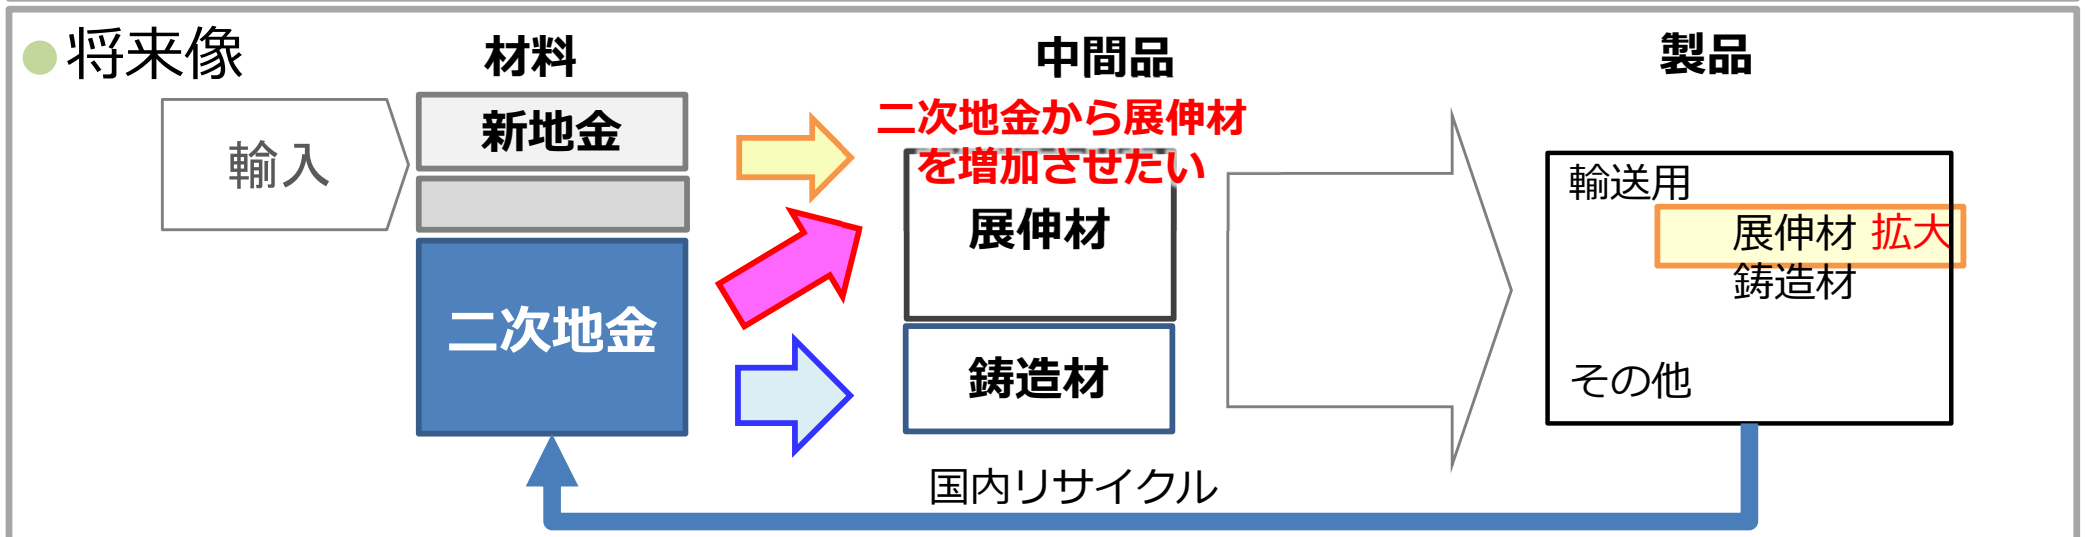 将来像
材料
中間品
製品
輸入
新地金
二次地金
二次地金から展伸材
を増加させたい
展伸材
鋳造材
輸送用
展伸材 拡大
鋳造材
その他
国内リサイクル